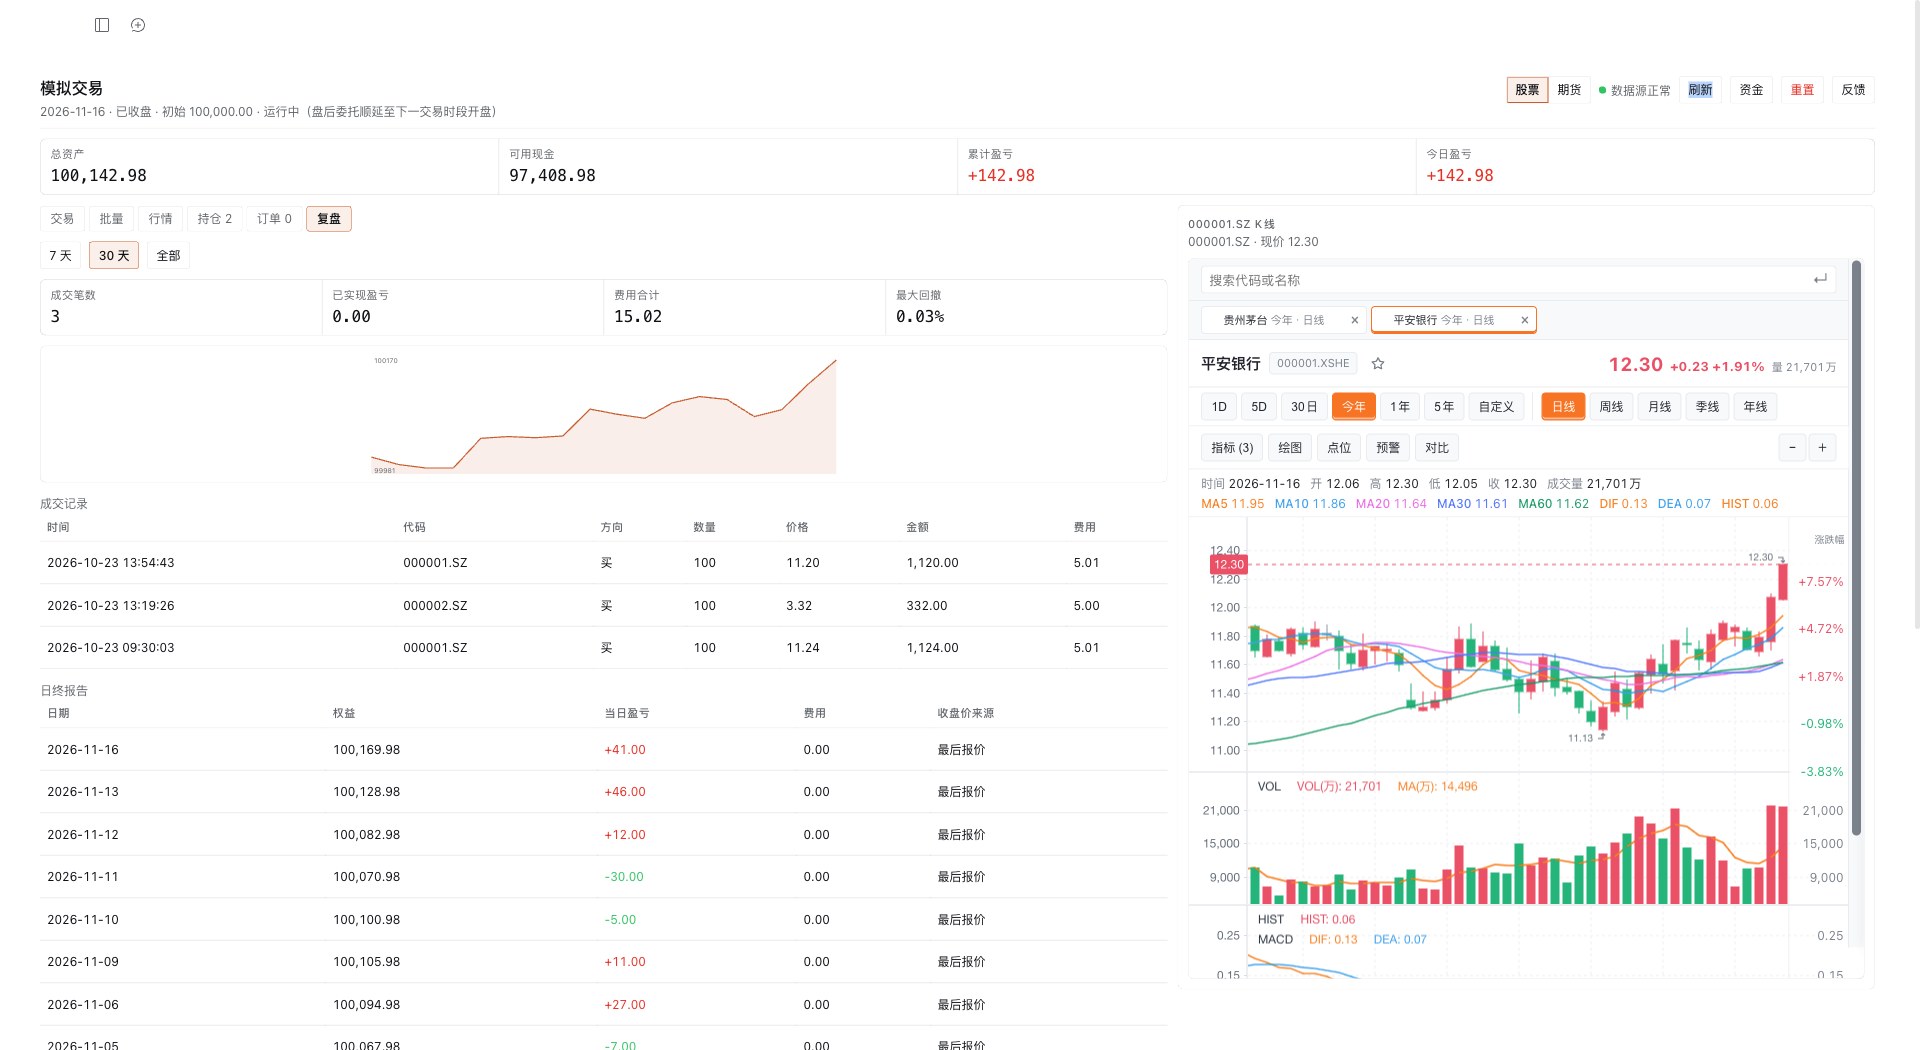 模拟交易
2026-11-16 · 已收盘 · 初始 100,000.00 · 运行中（盘后委托顺延至下一交易时段开盘）
股票 期货 数据源正常 刷新 资金 重置 反馈
总资产 可用现金 累计盈亏 今日盈亏
100,142.98 97,408.98 +142.98 +142.98
交易 批量 行情 持仓 2 订单 0 复盘
7 天 30 天 全部
成交笔数 已实现盈亏 费用合计 最大回撤
3 0.00 15.02 0.03%
100170
99981
成交记录
时间 代码 方向 数量 价格 金额 费用
2026-10-23 13:54:43 000001.SZ 买 100 11.20 1,120.00 5.01
2026-10-23 13:19:26 000002.SZ 买 100 3.32 332.00 5.00
2026-10-23 09:30:03 000001.SZ 买 100 11.24 1,124.00 5.01
日终报告
日期 权益 当日盈亏 费用 收盘价来源
2026-11-16 100,169.98 +41.00 0.00 最后报价
2026-11-13 100,128.98 +46.00 0.00 最后报价
2026-11-12 100,082.98 +12.00 0.00 最后报价
2026-11-11 100,070.98 -30.00 0.00 最后报价
2026-11-10 100,100.98 -5.00 0.00 最后报价
2026-11-09 100,105.98 +11.00 0.00 最后报价
2026-11-06 100,094.98 +27.00 0.00 最后报价
2026-11-05 100,067.98 -7.00 0.00 最后报价
000001.SZ K线
000001.SZ · 现价 12.30
搜索代码或名称
贵州茅台 今年 · 日线 × 平安银行 今年 · 日线 ×
平安银行 000001.XSHE 12.30 +0.23 +1.91% 量 21,701万
1D 5D 30日 今年 1年 5年 自定义 日线 周线 月线 季线 年线
指标 (3) 绘图 点位 预警 对比 − +
时间 2026-11-16 开 12.06 高 12.30 低 12.05 收 12.30 成交量 21,701万
MA5 11.95 MA10 11.86 MA20 11.64 MA30 11.61 MA60 11.62 DIF 0.13 DEA 0.07 HIST 0.06
涨跌幅
12.40
12.30
12.30
12.20
+7.57%
12.00
11.80
+4.72%
11.60
+1.87%
11.40
11.20
-0.98%
11.13
11.00
-3.83%
VOL VOL(万): 21,701 MA(万): 14,496
21,000 21,000
15,000 15,000
9,000 9,000
HIST HIST: 0.06
0.25 MACD DIF: 0.13 DEA: 0.07 0.25
0.15 0.15